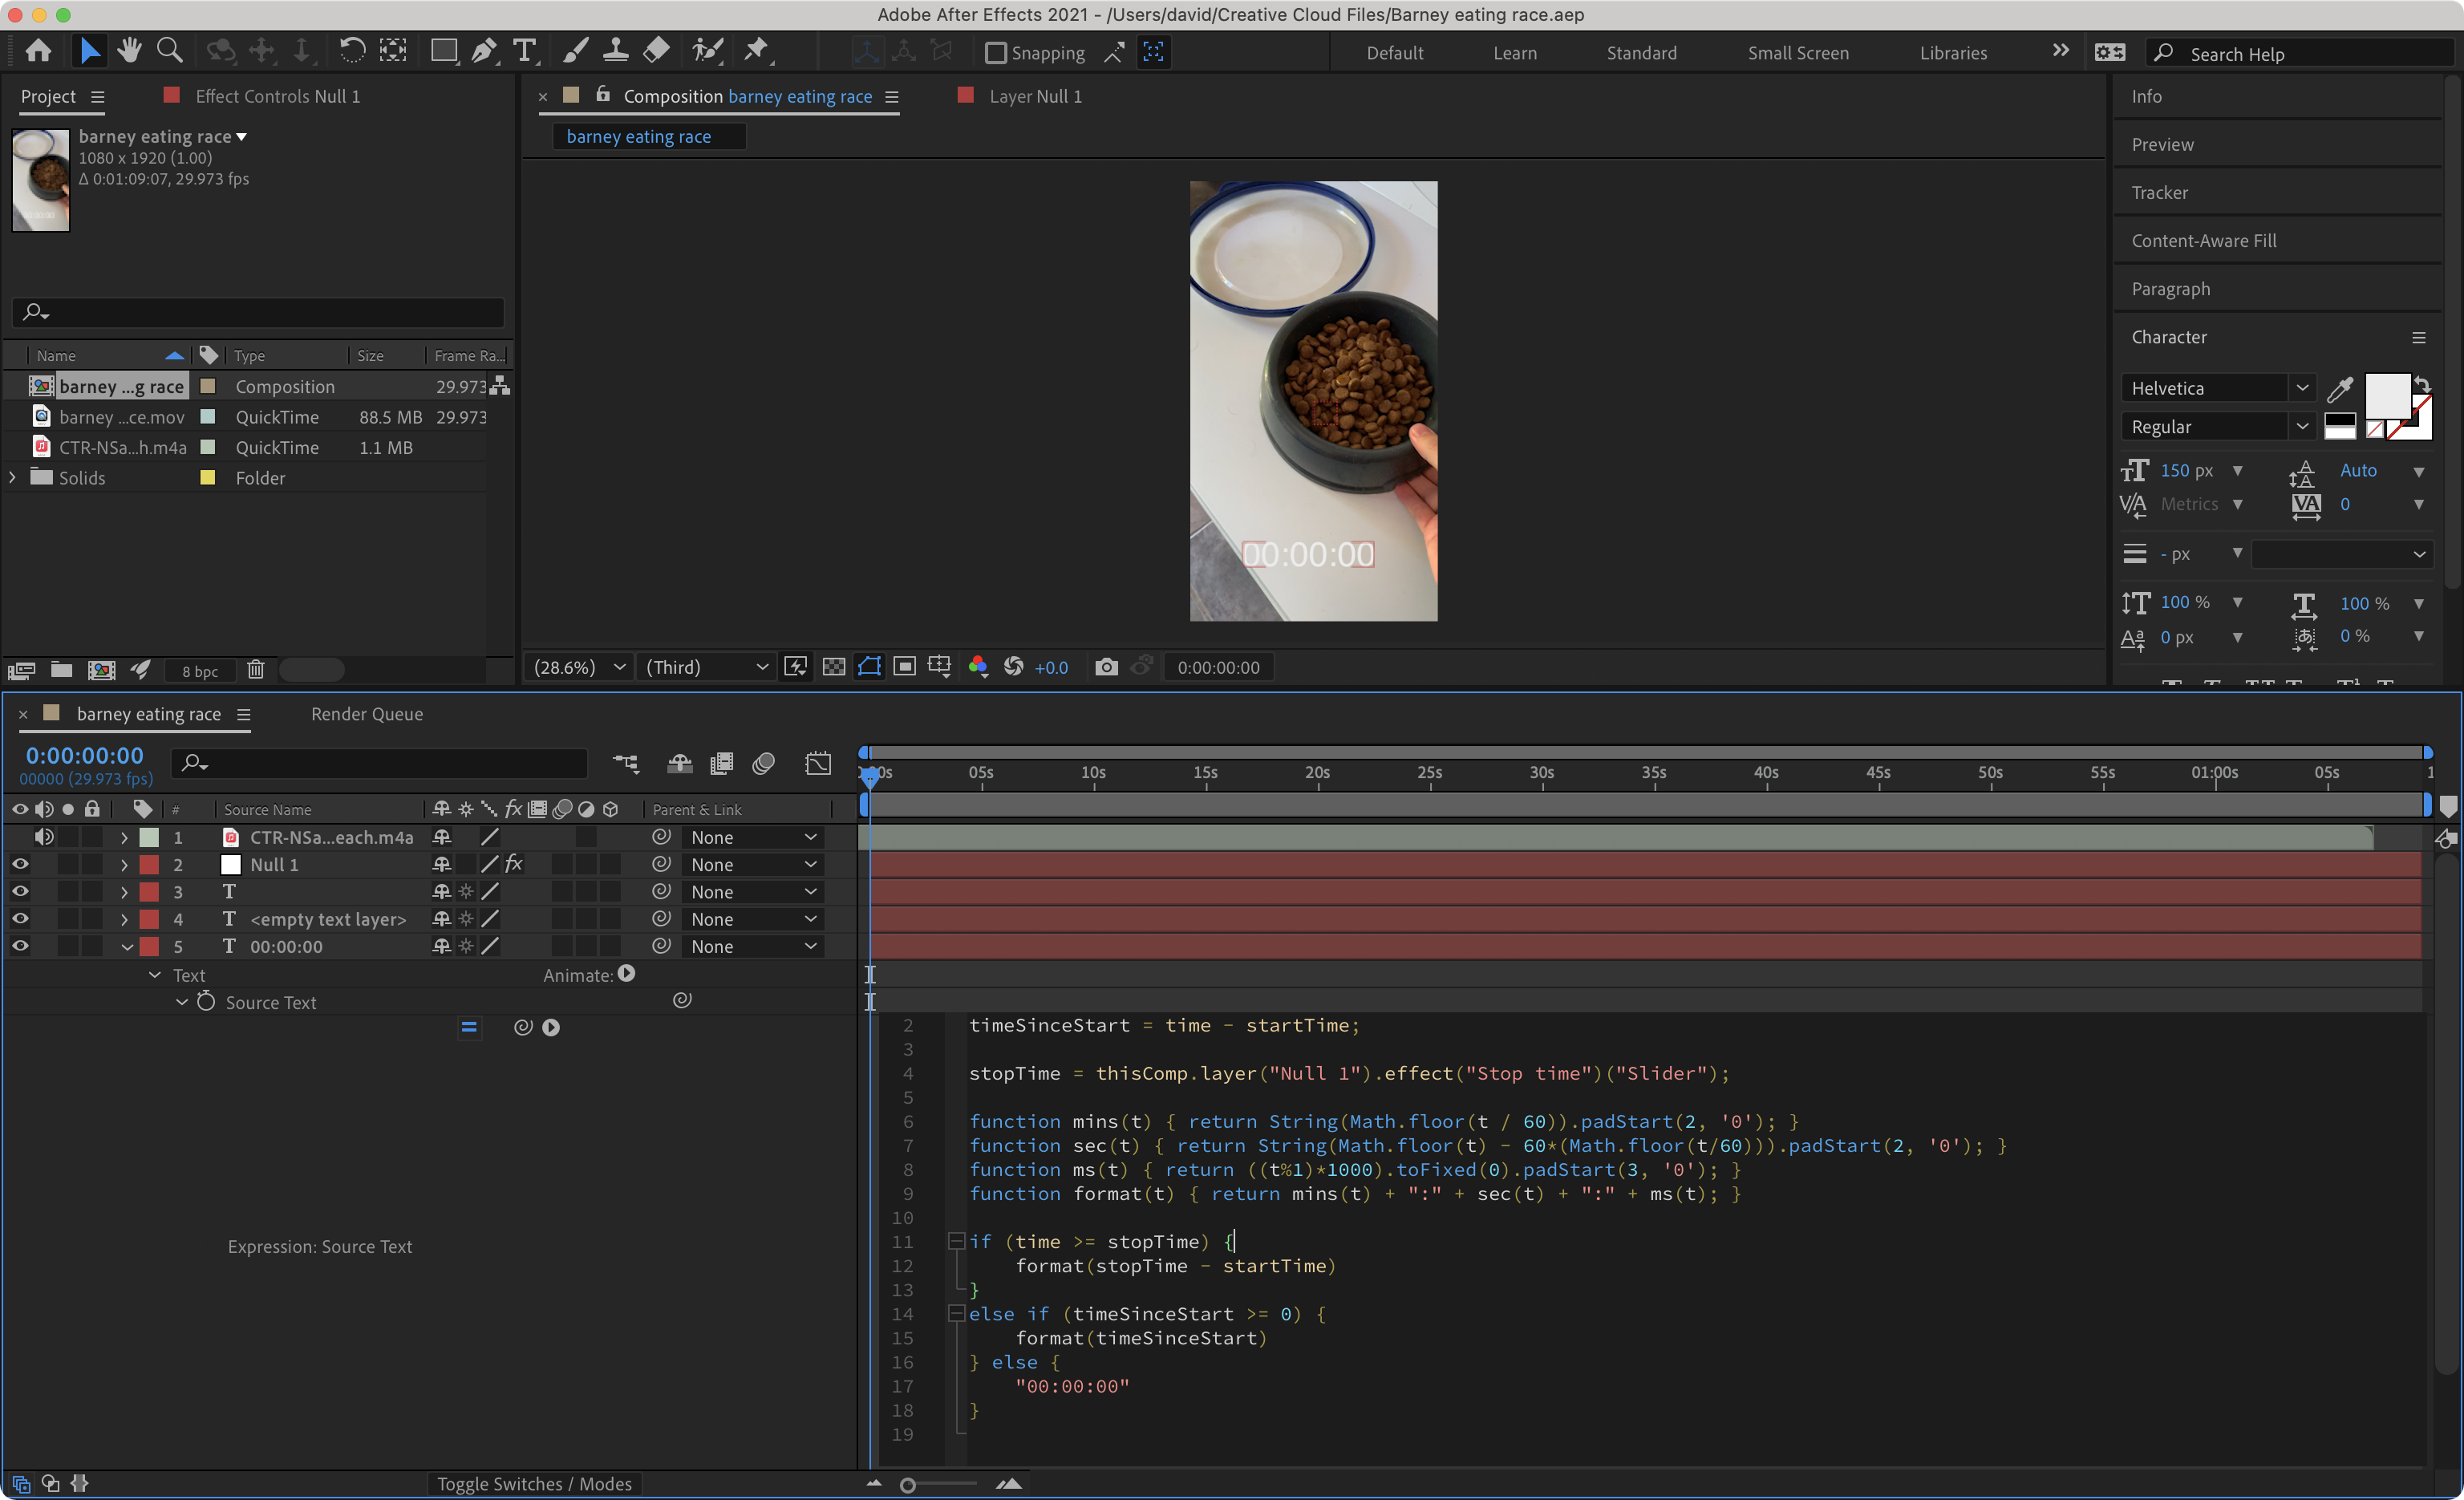 Adobe After Effects 2021 - /Users/david/Creative Cloud Files/Barney eating race.aep
Snapping
Default
Learn
Standard
Small Screen
Libraries
Search Help
Project
Effect Controls Null 1
Composition barney eating race
Layer Null 1
barney eating race
barney eating race
1080 x 1920 (1.00)
Δ 0:01:09:07, 29.973 fps
Name
Type
Size
Frame Ra...
barney ...g race
Composition
29.973
barney ...ce.mov
QuickTime
88.5 MB
29.973
CTR-NSa...h.m4a
QuickTime
1.1 MB
Solids
Folder
8 bpc
00:00:00
(28.6%)
(Third)
+0.0
0:00:00:00
Info
Preview
Tracker
Content-Aware Fill
Paragraph
Character
Helvetica
Regular
150 px
Auto
Metrics
0
- px
100 %
100 %
0 px
0 %
barney eating race
Render Queue
0:00:00:00
00000 (29.973 fps)
05s
10s
15s
20s
25s
30s
35s
40s
45s
50s
55s
01:00s
05s
#
Source Name
Parent & Link
1
CTR-NSa...each.m4a
None
2
Null 1
None
3
T
None
4
T
<empty text layer>
None
5
T
00:00:00
None
Text
Animate:
Source Text
Expression: Source Text
2 timeSinceStart = time - startTime;
3
4 stopTime = thisComp.layer("Null 1").effect("Stop time")("Slider");
5
6 function mins(t) { return String(Math.floor(t / 60)).padStart(2, '0'); }
7 function sec(t) { return String(Math.floor(t) - 60*(Math.floor(t/60))).padStart(2, '0'); }
8 function ms(t) { return ((t%1)*1000).toFixed(0).padStart(3, '0'); }
9 function format(t) { return mins(t) + ":" + sec(t) + ":" + ms(t); }
10
11 if (time >= stopTime) {
12 format(stopTime - startTime)
13 }
14 else if (timeSinceStart >= 0) {
15 format(timeSinceStart)
16 } else {
17 "00:00:00"
18 }
19
Toggle Switches / Modes